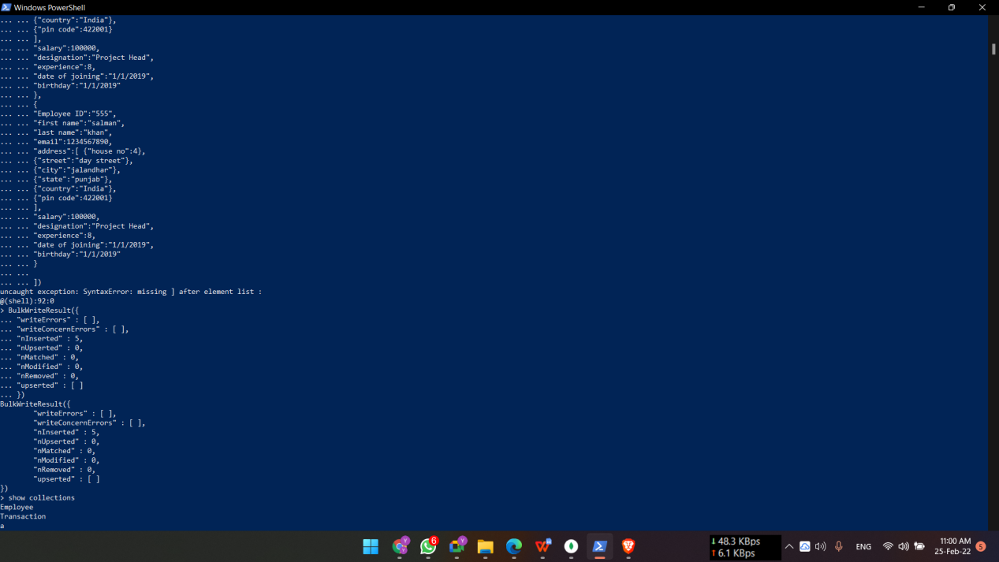 Windows PowerShell
... ... {"country":"India"},
... ... {"pin code":422001}
... ... ],
... ... "salary":100000,
... ... "designation":"Project Head",
... ... "experience":8,
... ... "date of joining":"1/1/2019",
... ... "birthday":"1/1/2019"
... ... },
... ... {
... ... "Employee ID":"555",
... ... "first name":"salman",
... ... "last name":"khan",
... ... "email":1234567890,
... ... "address":[ {"house no":4},
... ... {"street":"day street"},
... ... {"city":"jalandhar"},
... ... {"state":"punjab"},
... ... {"country":"India"},
... ... {"pin code":422001}
... ... ],
... ... "salary":100000,
... ... "designation":"Project Head",
... ... "experience":8,
... ... "date of joining":"1/1/2019",
... ... "birthday":"1/1/2019"
... ... }
... ...
... ... ])
uncaught exception: SyntaxError: missing ] after element list :
@(shell):92:0
> BulkWriteResult({
... "writeErrors" : [ ],
... "writeConcernErrors" : [ ],
... "nInserted" : 5,
... "nUpserted" : 0,
... "nMatched" : 0,
... "nModified" : 0,
... "nRemoved" : 0,
... "upserted" : [ ]
... })
BulkWriteResult({
"writeErrors" : [ ],
"writeConcernErrors" : [ ],
"nInserted" : 5,
"nUpserted" : 0,
"nMatched" : 0,
"nModified" : 0,
"nRemoved" : 0,
"upserted" : [ ]
})
> show collections
Employee
Transaction
a
6
48.3 KBps
6.1 KBps
ENG
11:00 AM
25-Feb-22
5